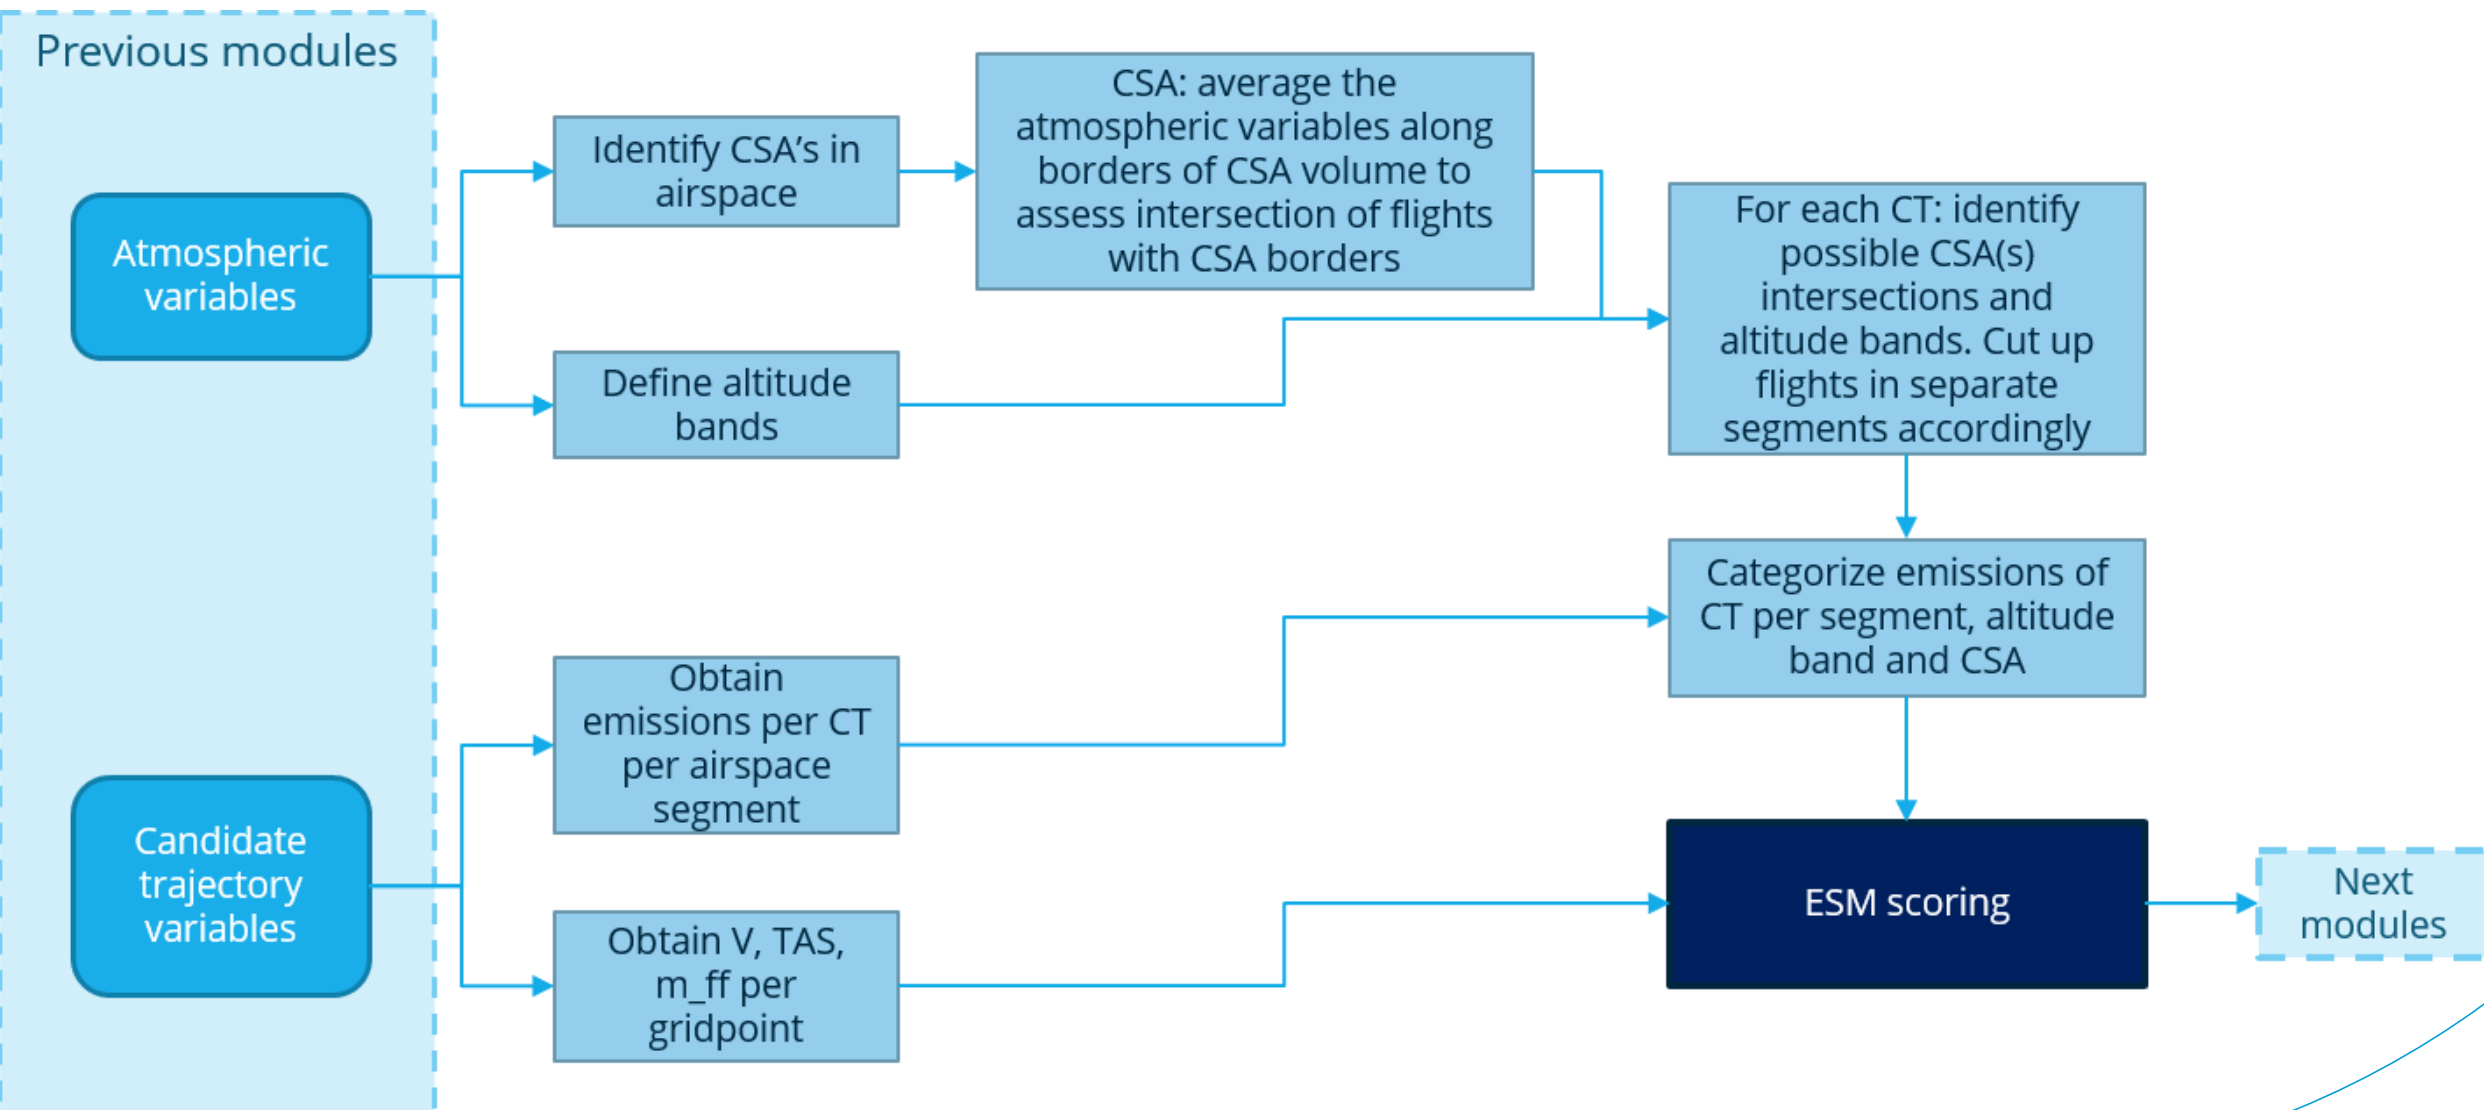 Previous modules
Atmospheric
variables
Identify CSA’s in
airspace
CSA: average the
atmospheric variables along
borders of CSA volume to
assess intersection of flights
with CSA borders
Define altitude
bands
For each CT: identify
possible CSA(s)
intersections and
altitude bands. Cut up
flights in separate
segments accordingly
Categorize emissions of
CT per segment, altitude
band and CSA
Candidate
trajectory
variables
Obtain
emissions per CT
per airspace
segment
Obtain V, TAS,
m_ff per
gridpoint
ESM scoring
Next
modules